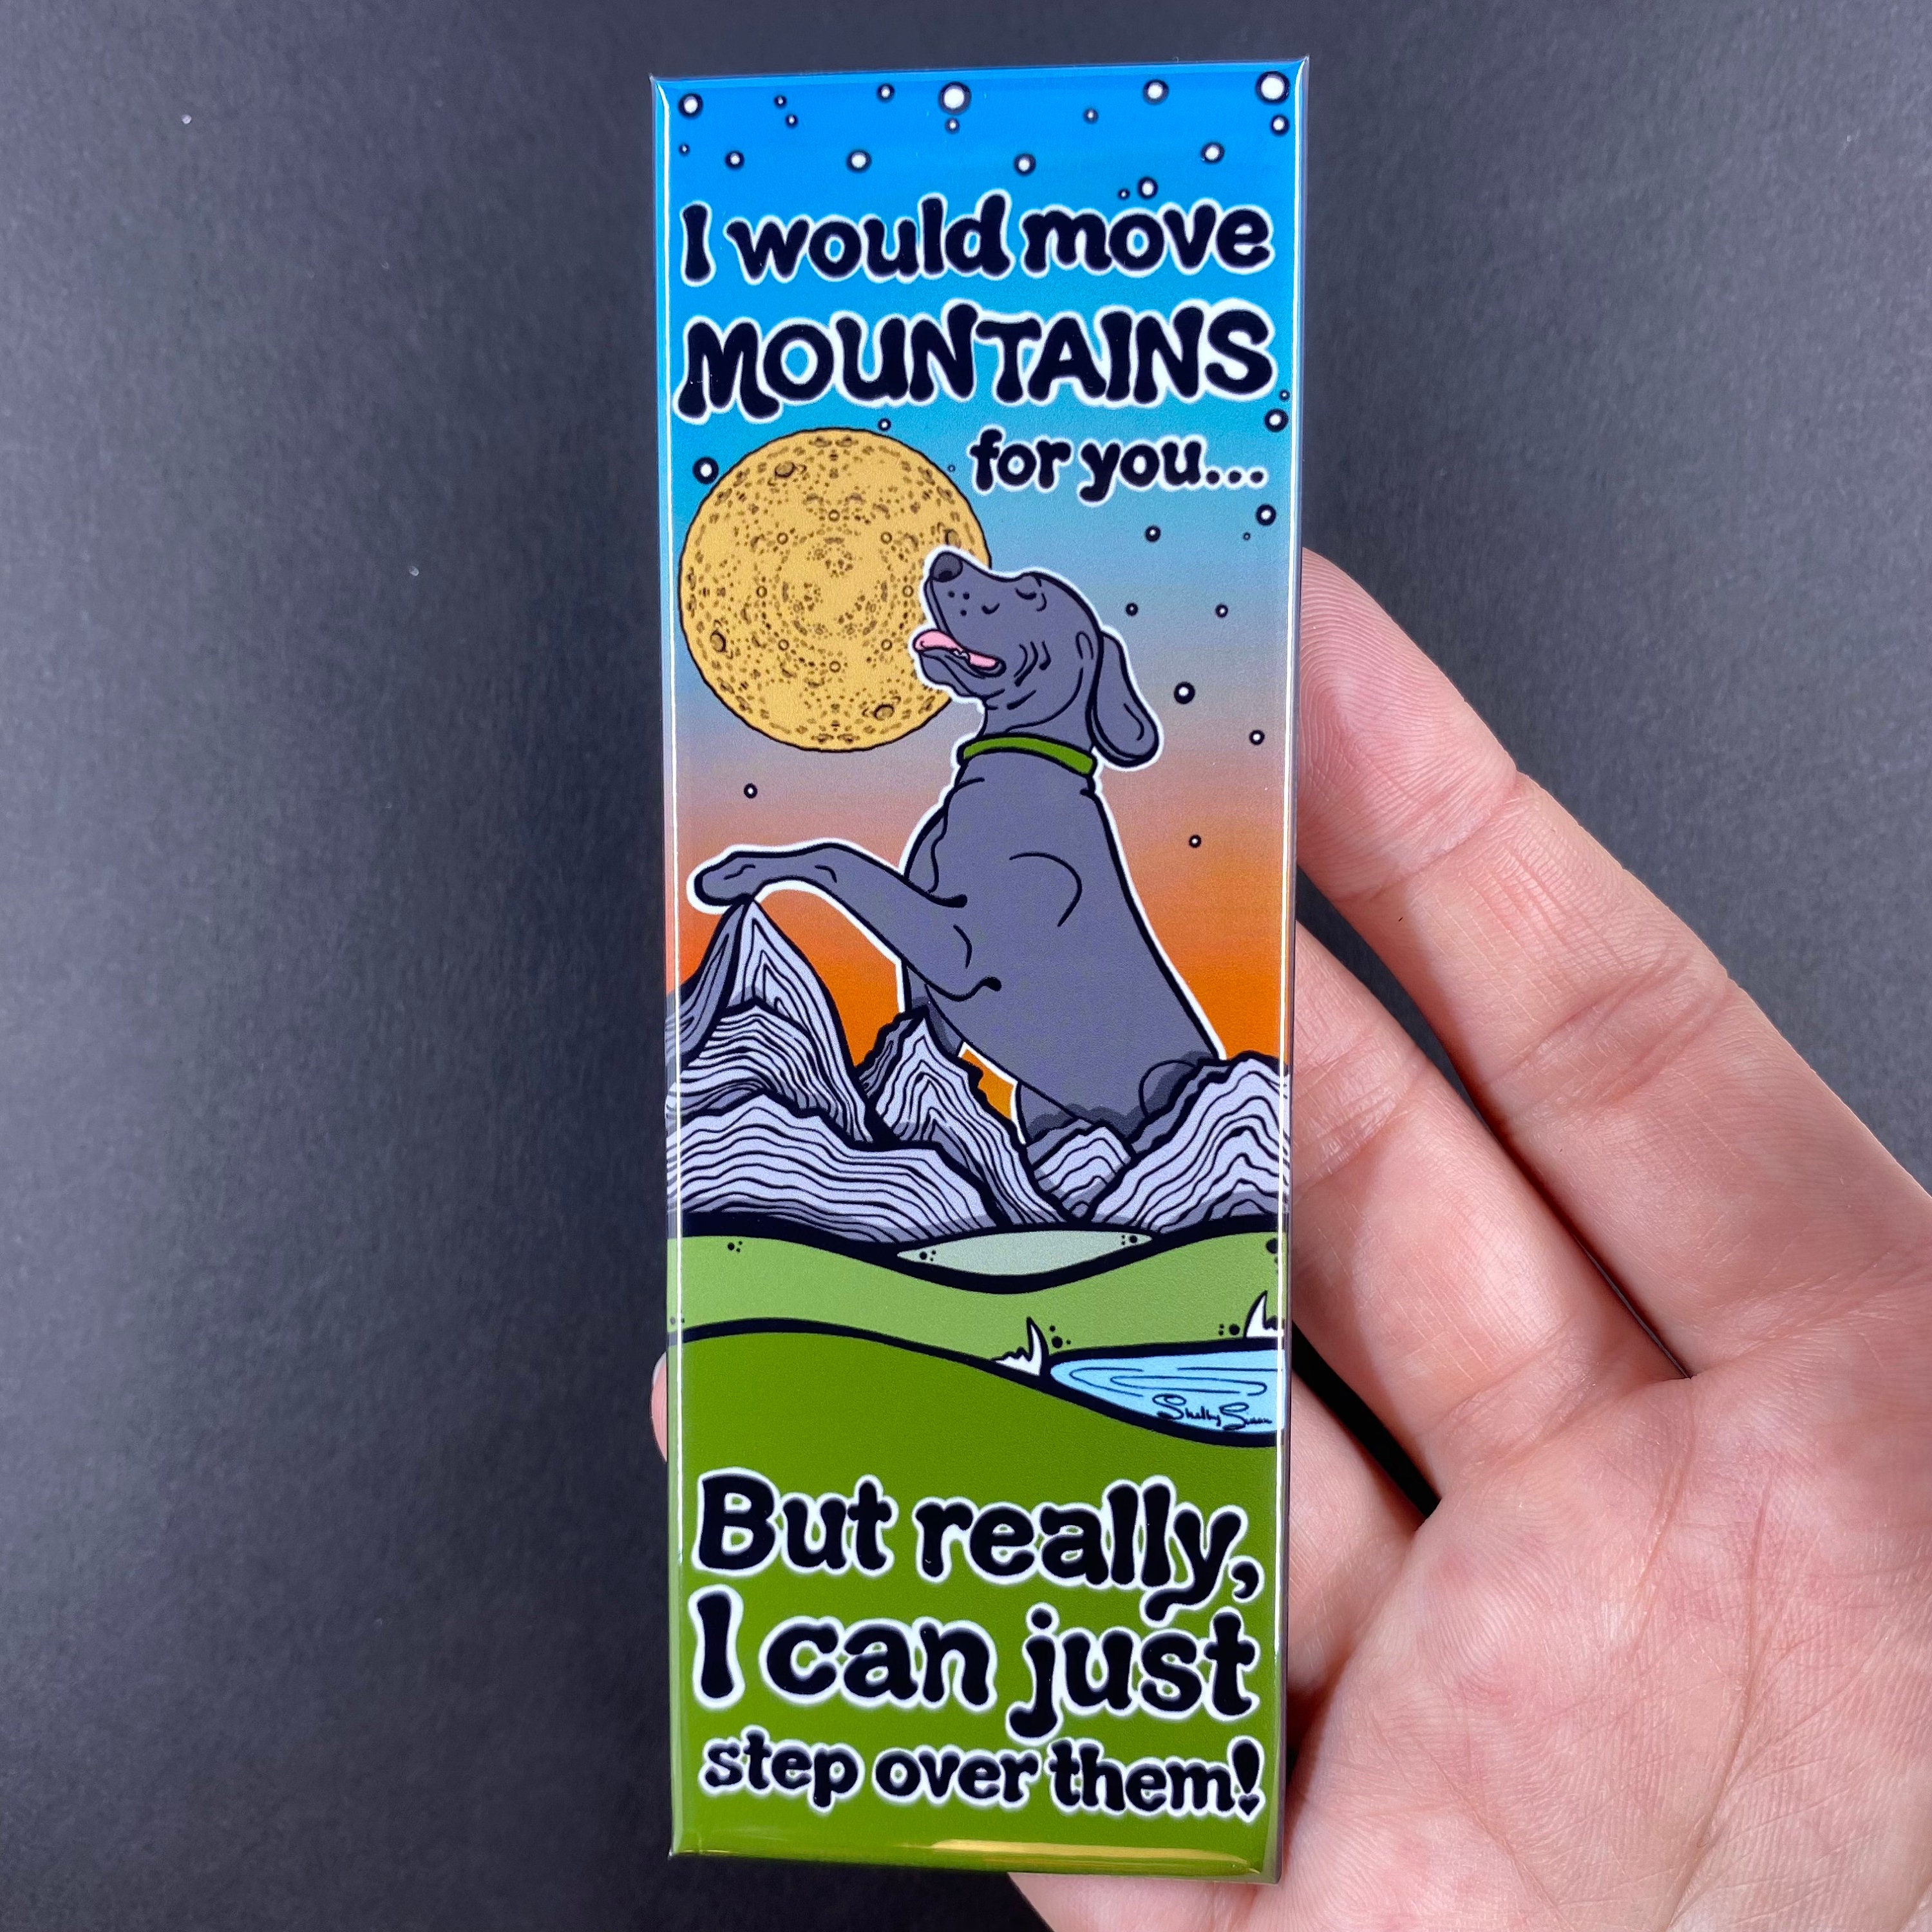 I would move
MOUNTAINS
for you...
Shelby Susan
But really,
I can just
step over them!